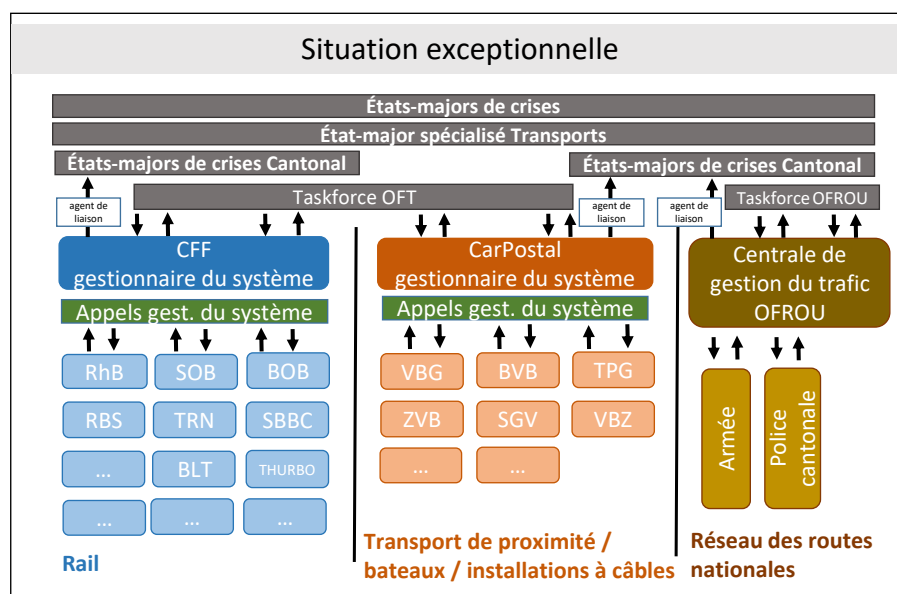 Situation exceptionnelle
États-majors de crises
État-major spécialisé Transports
États-majors de crises Cantonal
États-majors de crises Cantonal
agent de
liaison
Taskforce OFT
agent de
liaison
agent de
liaison
Taskforce OFROU
CFF
gestionnaire du système
Appels gest. du système
RhB
SOB
BOB
RBS
TRN
SBBC
...
BLT
THURBO
...
...
...
Rail
CarPostal
gestionnaire du système
Appels gest. du système
VBG
BVB
TPG
ZVB
SGV
VBZ
...
...
Transport de proximité /
bateaux / installations à câbles
Centrale de
gestion du trafic
OFROU
Armée
Police
cantonale
Réseau des routes
nationales